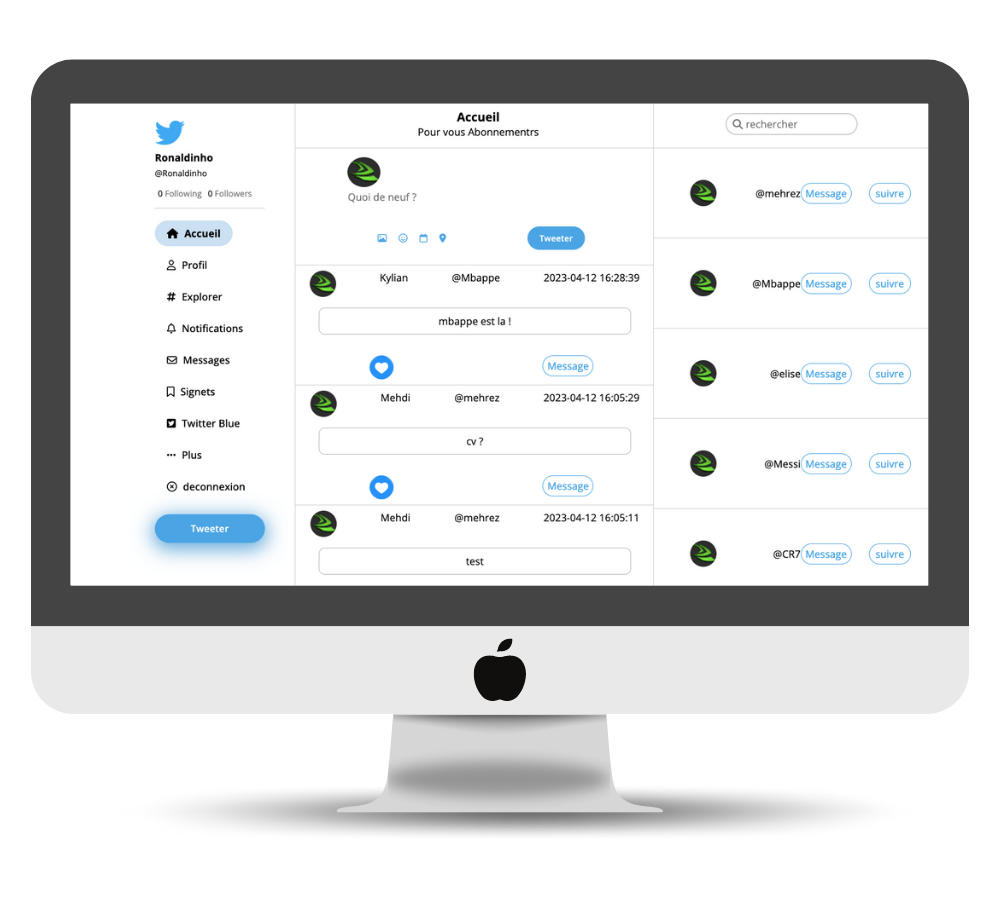 Ronaldinho
@Ronaldinho
0 Following 0 Followers
Accueil
Profil
# Explorer
Notifications
Messages
Signets
Twitter Blue
Plus
deconnexion
Tweeter
Accueil
Pour vous Abonnementrs
Quoi de neuf ?
Tweeter
Kylian @Mbappe 2023-04-12 16:28:39
mbappe est la !
Message
Mehdi @mehrez 2023-04-12 16:05:29
cv ?
Message
Mehdi @mehrez 2023-04-12 16:05:11
test
rechercher
@mehrez Message suivre
@Mbappe Message suivre
@elise Message suivre
@Messi Message suivre
@CR7 Message suivre